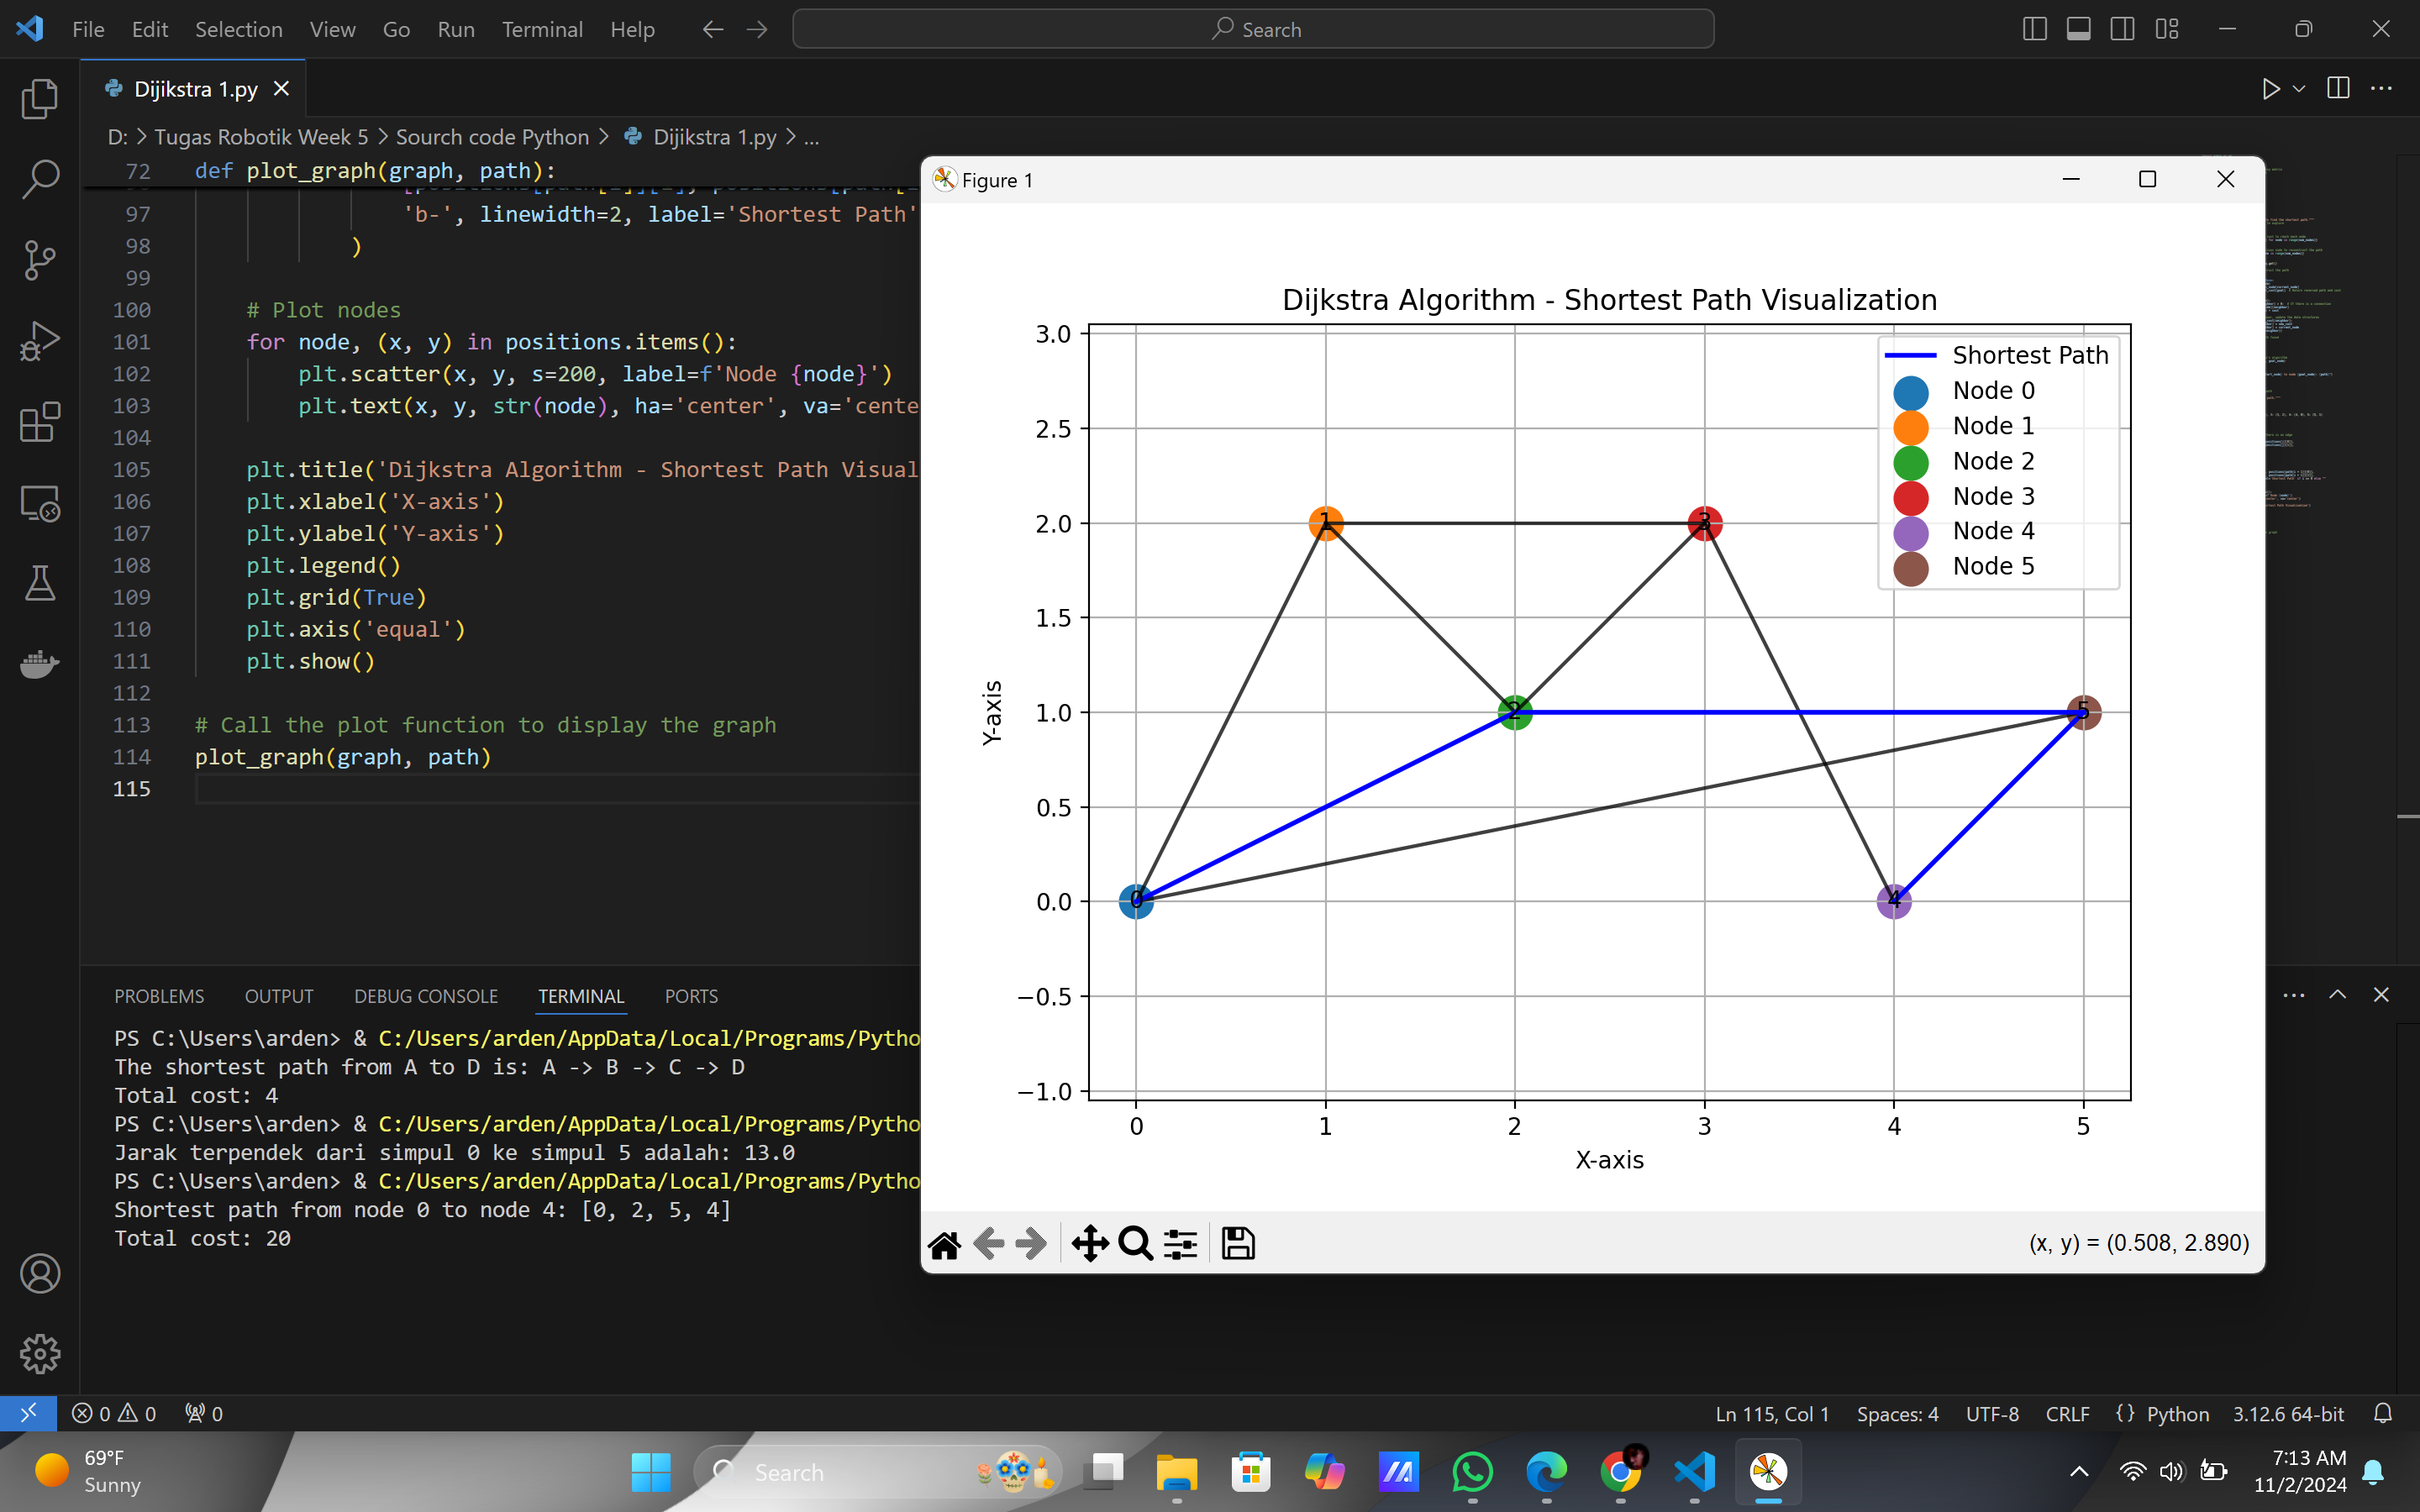 File Edit Selection View Go Run Terminal Help
Search
Dijikstra 1.py
D: > Tugas Robotik Week 5 > Sourch code Python > Dijikstra 1.py > ...
72 def plot_graph(graph, path):
97 'b-', linewidth=2, label='Shortest Path'
98 )
99
100 # Plot nodes
101 for node, (x, y) in positions.items():
102 plt.scatter(x, y, s=200, label=f'Node {node}')
103 plt.text(x, y, str(node), ha='center', va='cente
104
105 plt.title('Dijkstra Algorithm - Shortest Path Visual
106 plt.xlabel('X-axis')
107 plt.ylabel('Y-axis')
108 plt.legend()
109 plt.grid(True)
110 plt.axis('equal')
111 plt.show()
112
113 # Call the plot function to display the graph
114 plot_graph(graph, path)
115
Figure 1
Dijkstra Algorithm - Shortest Path Visualization
Shortest Path
Node 0
Node 1
Node 2
Node 3
Node 4
Node 5
3.0
2.5
2.0
1.5
1.0
0.5
0.0
−0.5
−1.0
Y-axis
1
3
2
5
0
4
0 1 2 3 4 5
X-axis
(x, y) = (0.508, 2.890)
PROBLEMS OUTPUT DEBUG CONSOLE TERMINAL PORTS
PS C:\Users\arden> & C:/Users/arden/AppData/Local/Programs/Pytho
The shortest path from A to D is: A -> B -> C -> D
Total cost: 4
PS C:\Users\arden> & C:/Users/arden/AppData/Local/Programs/Pytho
Jarak terpendek dari simpul 0 ke simpul 5 adalah: 13.0
PS C:\Users\arden> & C:/Users/arden/AppData/Local/Programs/Pytho
Shortest path from node 0 to node 4: [0, 2, 5, 4]
Total cost: 20
0 0 0
Ln 115, Col 1 Spaces: 4 UTF-8 CRLF {} Python 3.12.6 64-bit
69°F
Sunny
Search
7:13 AM
11/2/2024